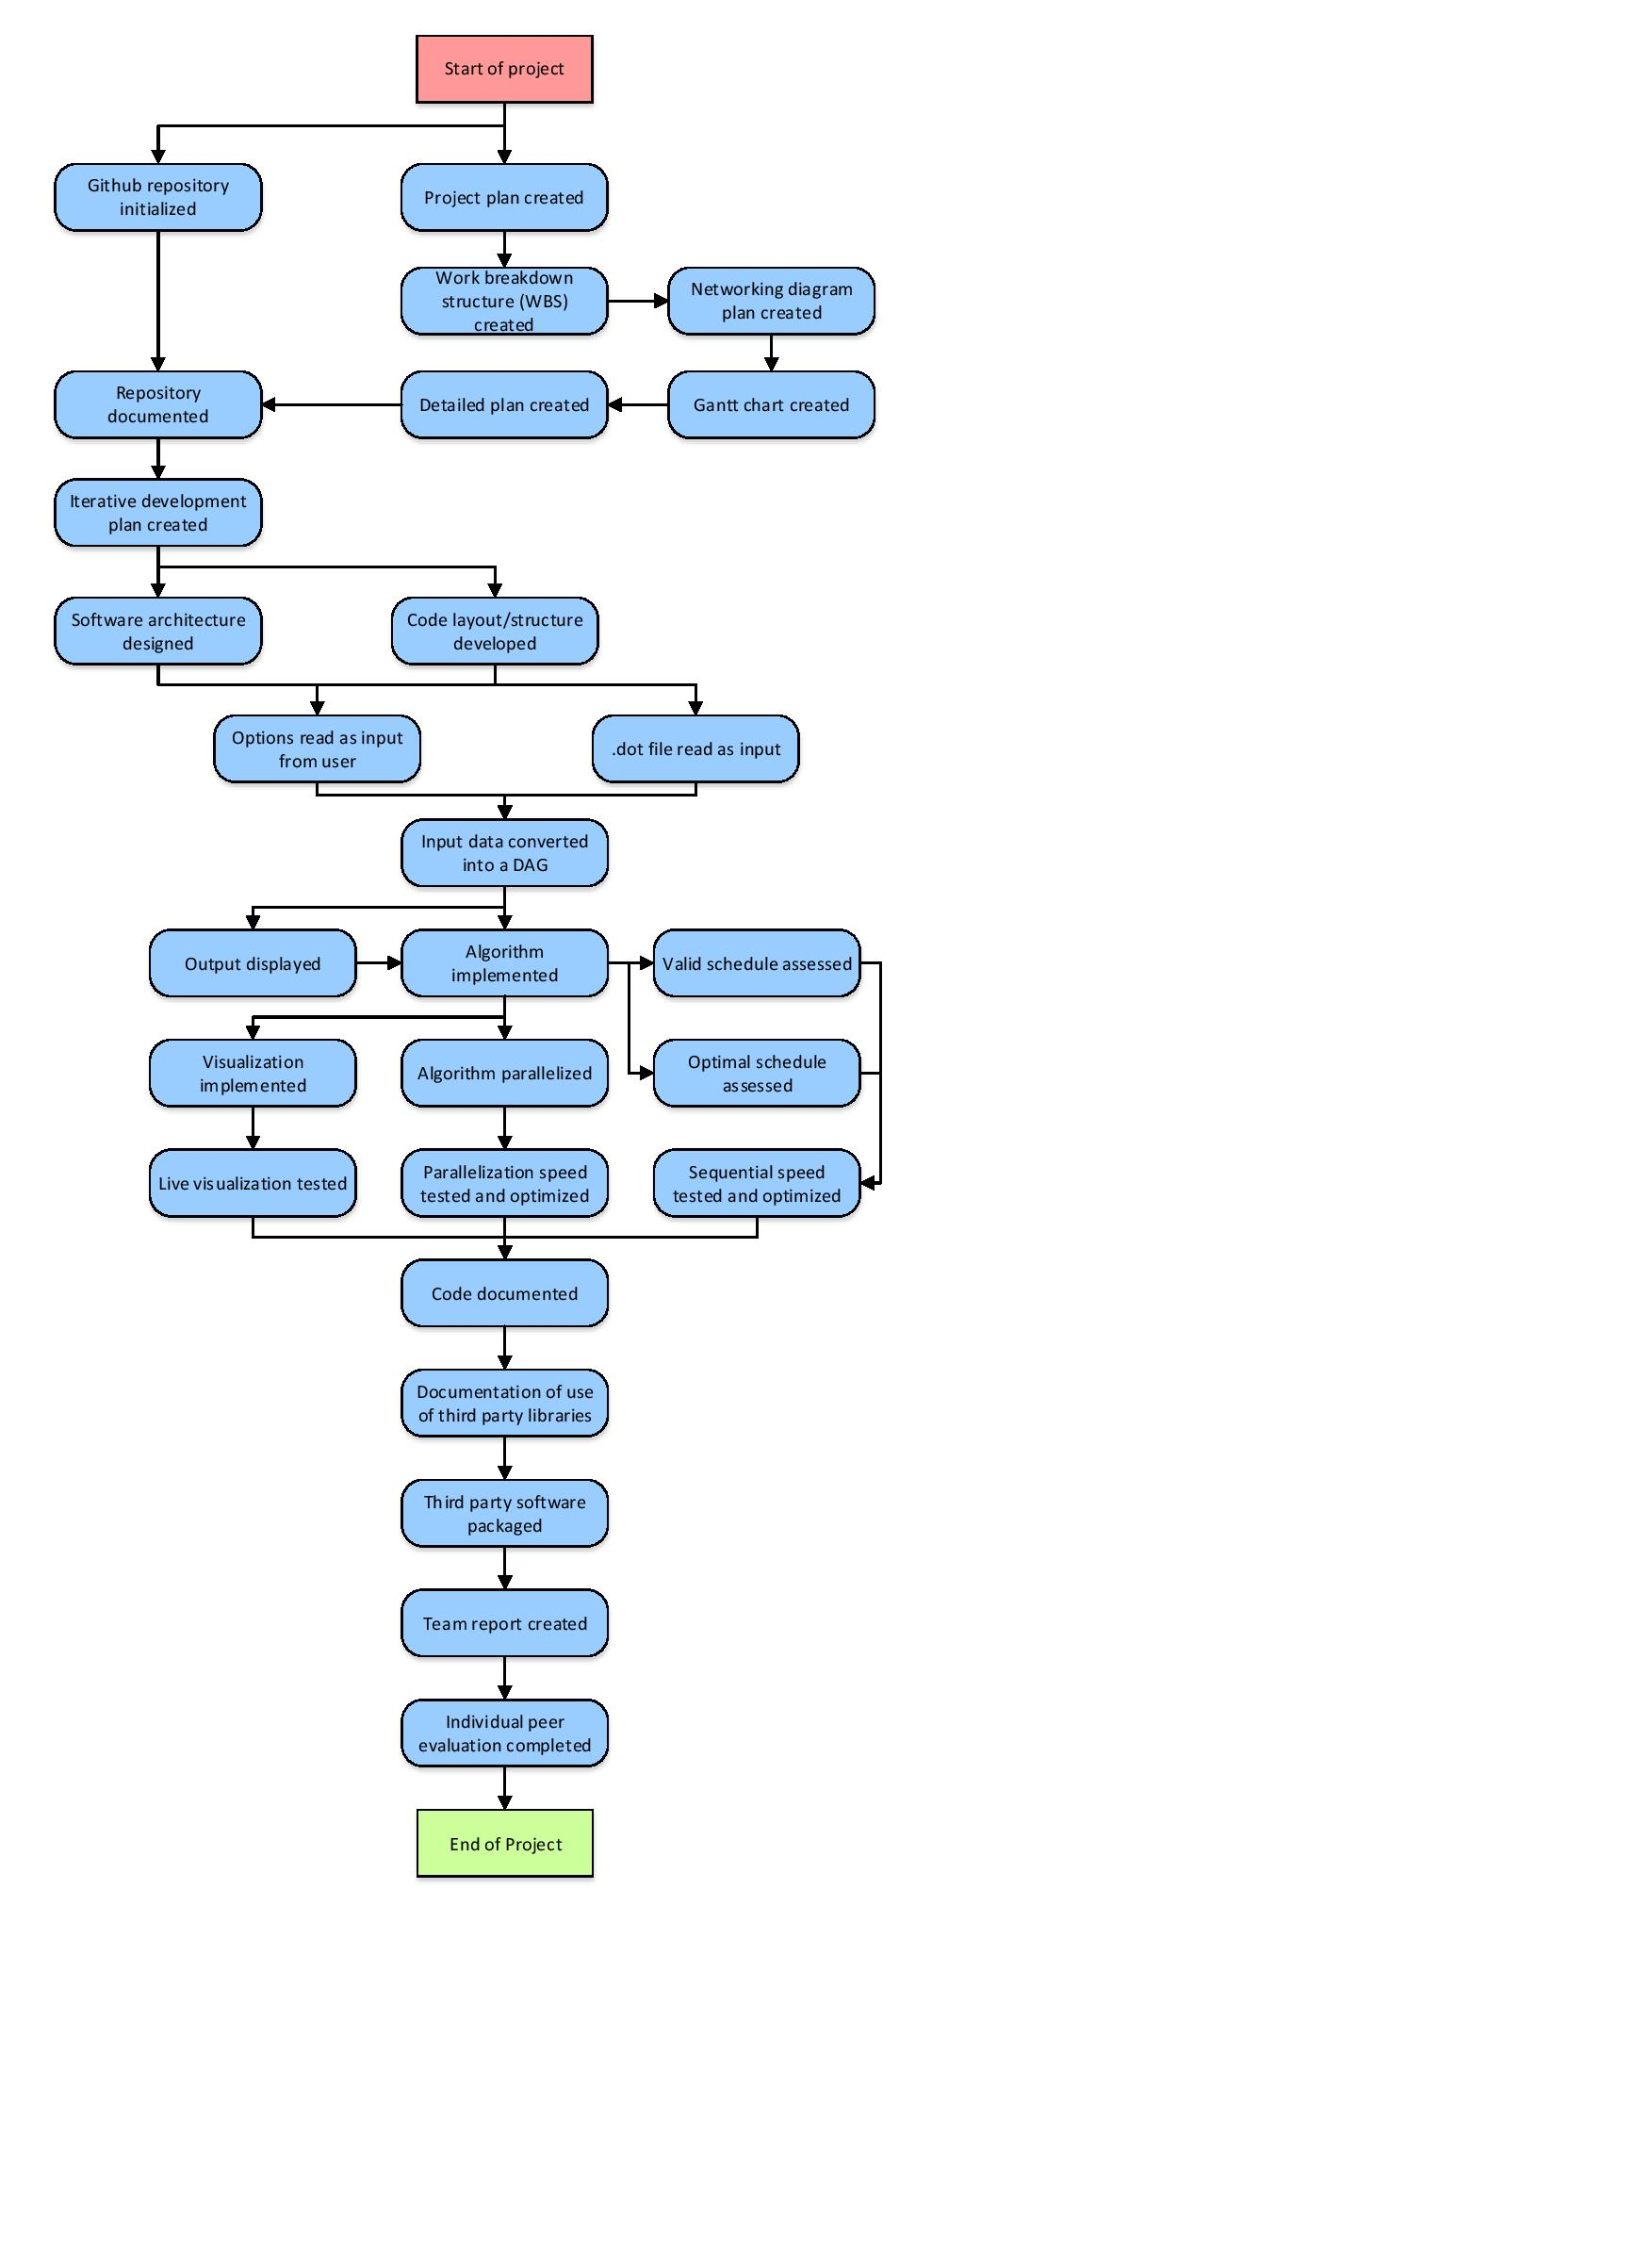 Start of project
Github repository
initialized
Project plan created
Work breakdown
structure (WBS)
created
Networking diagram
plan created
Repository
documented
Detailed plan created
Gantt chart created
Iterative development
plan created
Software architecture
designed
Code layout/structure
developed
Options read as input
from user
.dot file read as input
Input data converted
into a DAG
Output displayed
Algorithm
implemented
Valid schedule assessed
Visualization
implemented
Algorithm parallelized
Optimal schedule
assessed
Live visualization tested
Parallelization speed
tested and optimized
Sequential speed
tested and optimized
Code documented
Documentation of use
of third party libraries
Third party software
packaged
Team report created
Individual peer
evaluation completed
End of Project